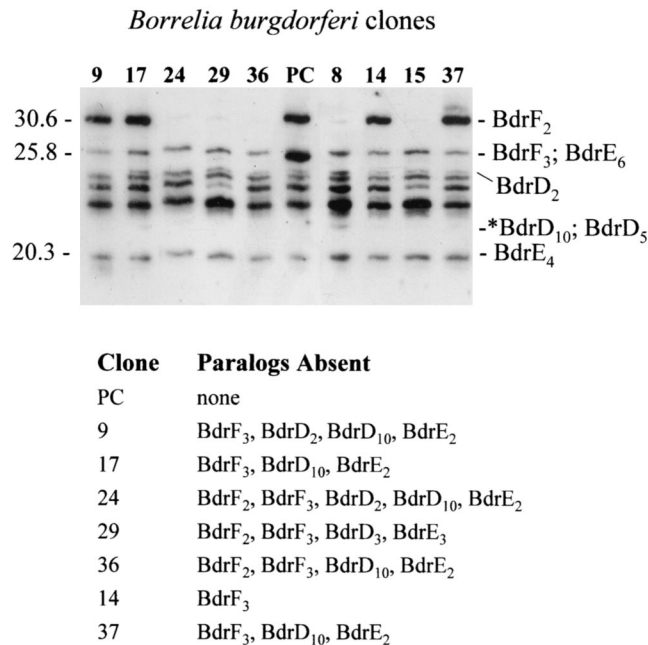 Borrelia burgdorferi clones
9 17 24 29 36 PC 8 14 15 37
30.6 - - BdrF₂
25.8 - - BdrF₃; BdrE₆
BdrD₂
-*BdrD₁₀; BdrD₅
20.3 - - BdrE₄
Clone Paralogs Absent
PC none
9 BdrF₃, BdrD₂, BdrD₁₀, BdrE₂
17 BdrF₃, BdrD₁₀, BdrE₂
24 BdrF₂, BdrF₃, BdrD₂, BdrD₁₀, BdrE₂
29 BdrF₂, BdrF₃, BdrD₃, BdrE₃
36 BdrF₂, BdrF₃, BdrD₁₀, BdrE₂
14 BdrF₃
37 BdrF₃, BdrD₁₀, BdrE₂